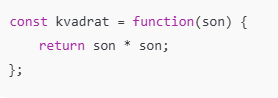 const kvadrat = function(son) {
    return son * son;
};